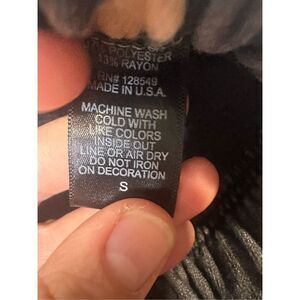 POLYESTER
13% RAYON
RN# 128549
MADE IN U.S.A.
MACHINE WASH
COLD WITH
LIKE COLORS
INSIDE OUT
LINE OR AIR DRY
DO NOT IRON
ON DECORATION
S